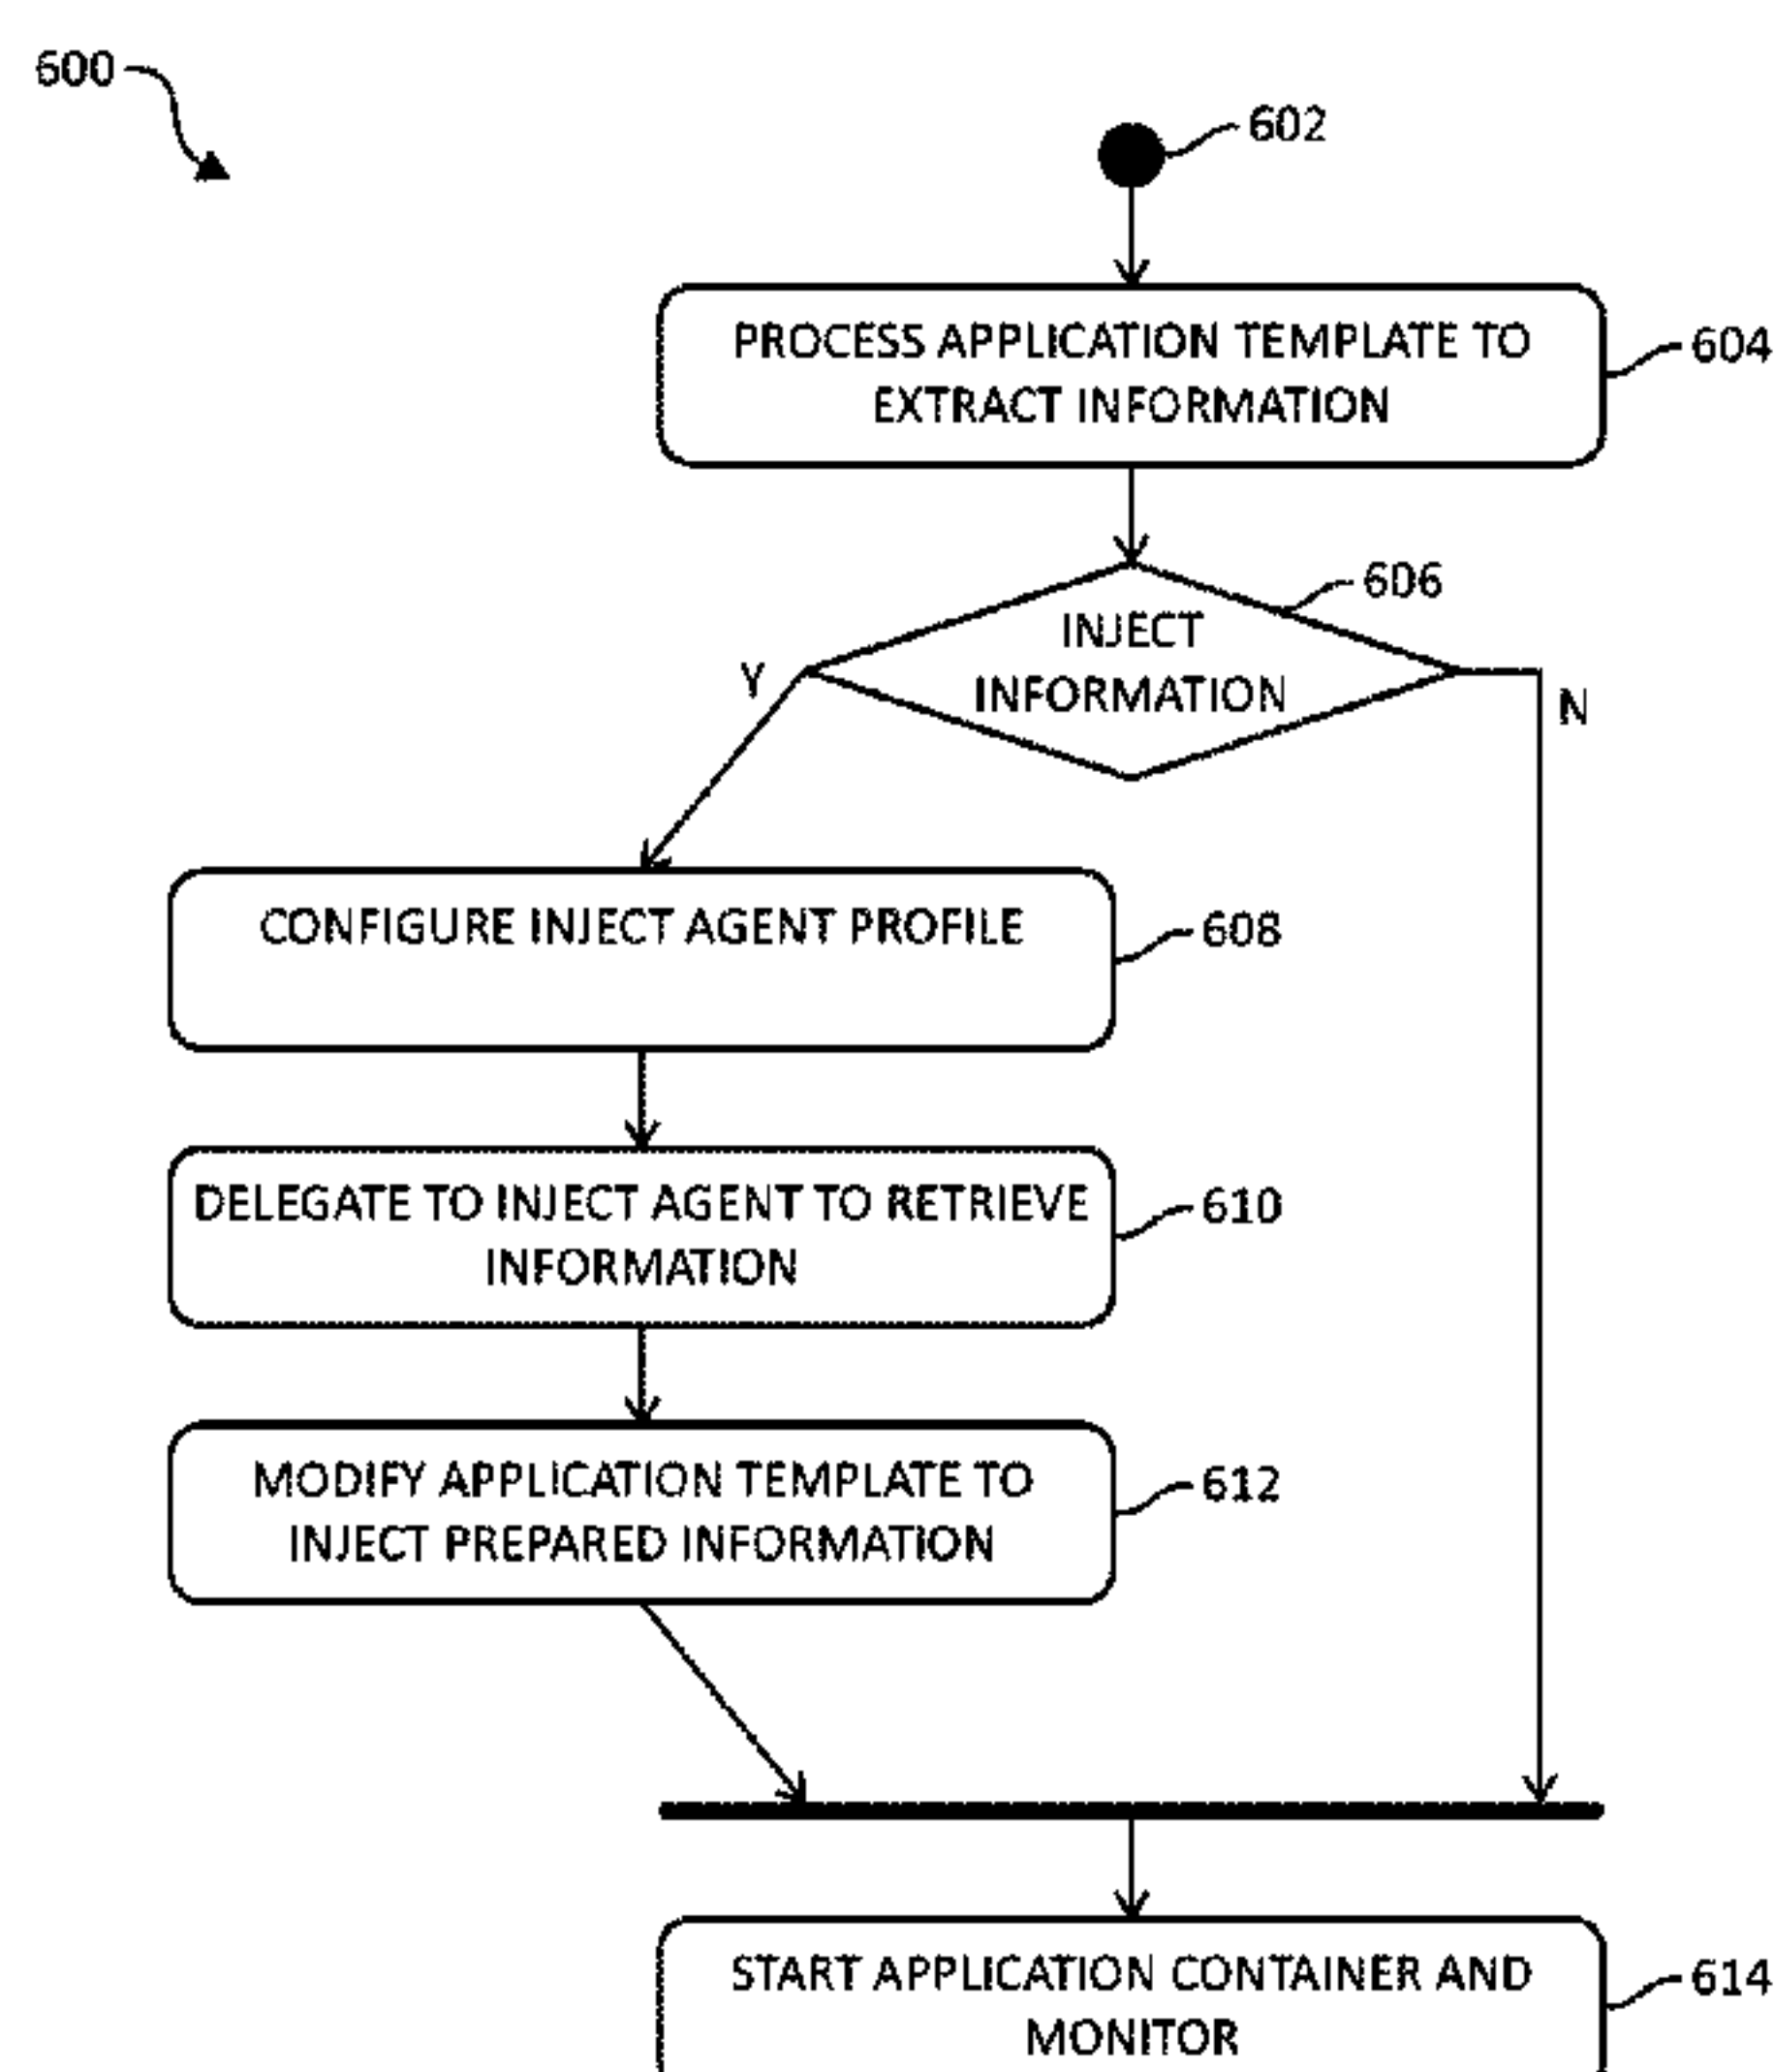 600
602
PROCESS APPLICATION TEMPLATE TO
EXTRACT INFORMATION
604
606
INJECT
INFORMATION
Y
N
CONFIGURE INJECT AGENT PROFILE
608
DELEGATE TO INJECT AGENT TO RETRIEVE
INFORMATION
610
MODIFY APPLICATION TEMPLATE TO
INJECT PREPARED INFORMATION
612
START APPLICATION CONTAINER AND
MONITOR
614